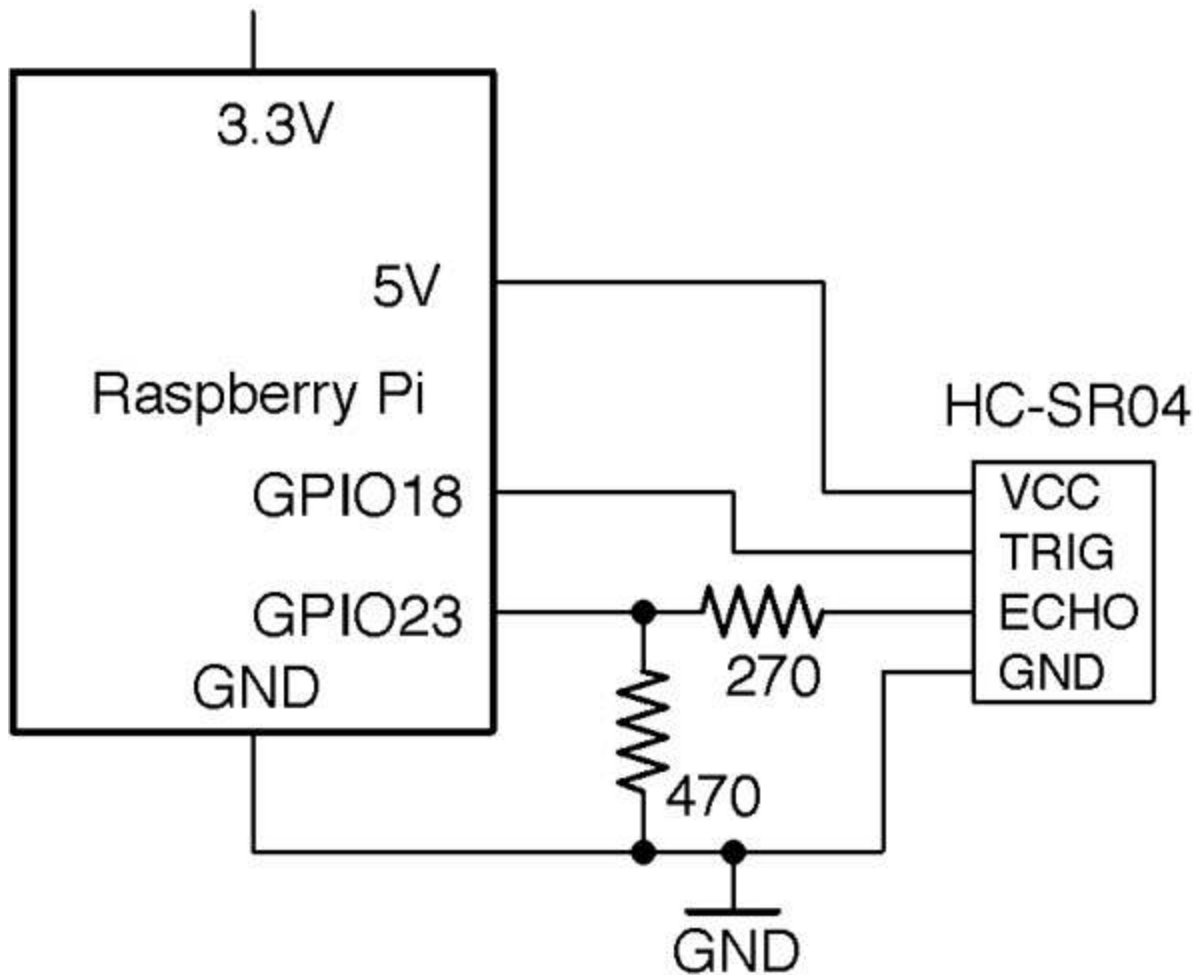 3.3V
5V
Raspberry Pi
HC-SR04
GPIO18
VCC
TRIG
GPIO23
ECHO
270
GND
GND
470
GND